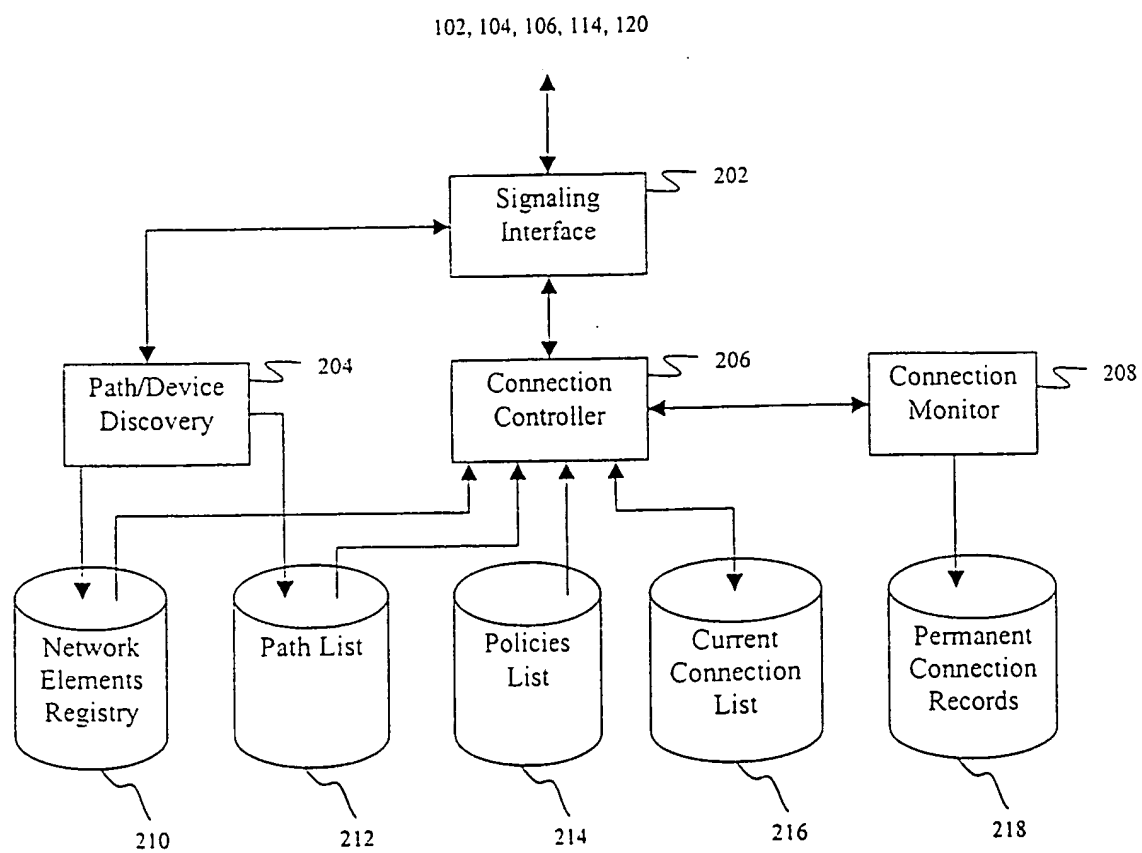 102, 104, 106, 114, 120
202
Signaling
Interface
204
Path/Device
Discovery
206
Connection
Controller
208
Connection
Monitor
Network
Elements
Registry
Path List
Policies
List
Current
Connection
List
Permanent
Connection
Records
210
212
214
216
218